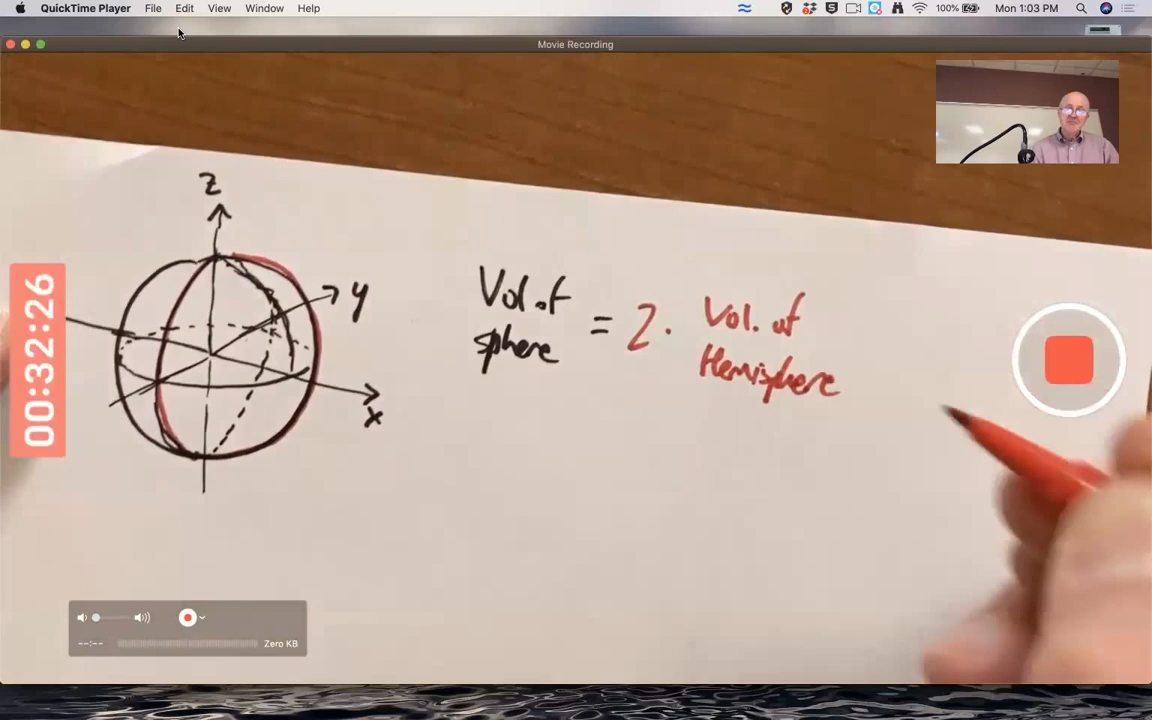 QuickTime Player File Edit View Window Help 100% Mon 1:03 PM
Movie Recording
z
y
x
Vol. of
sphere
= 2 ·
Vol. of
Hemisphere
00:32:26
--:-- Zero KB